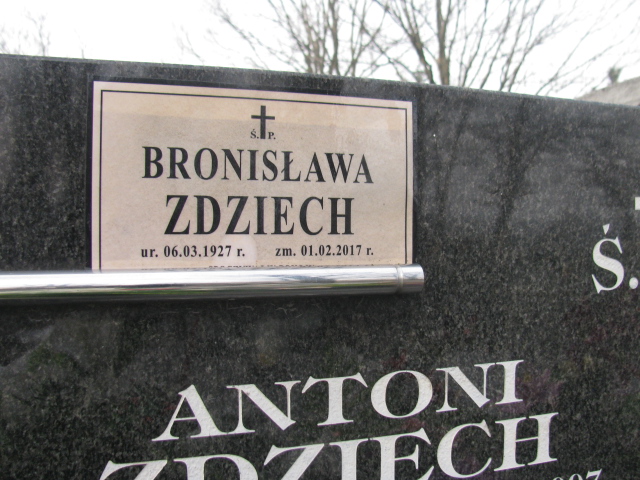 Ś. P.
BRONISŁAWA
ZDZIECH
ur. 06.03.1927 r. zm. 01.02.2017 r.
Ś.
ANTONI
ZDZIECH